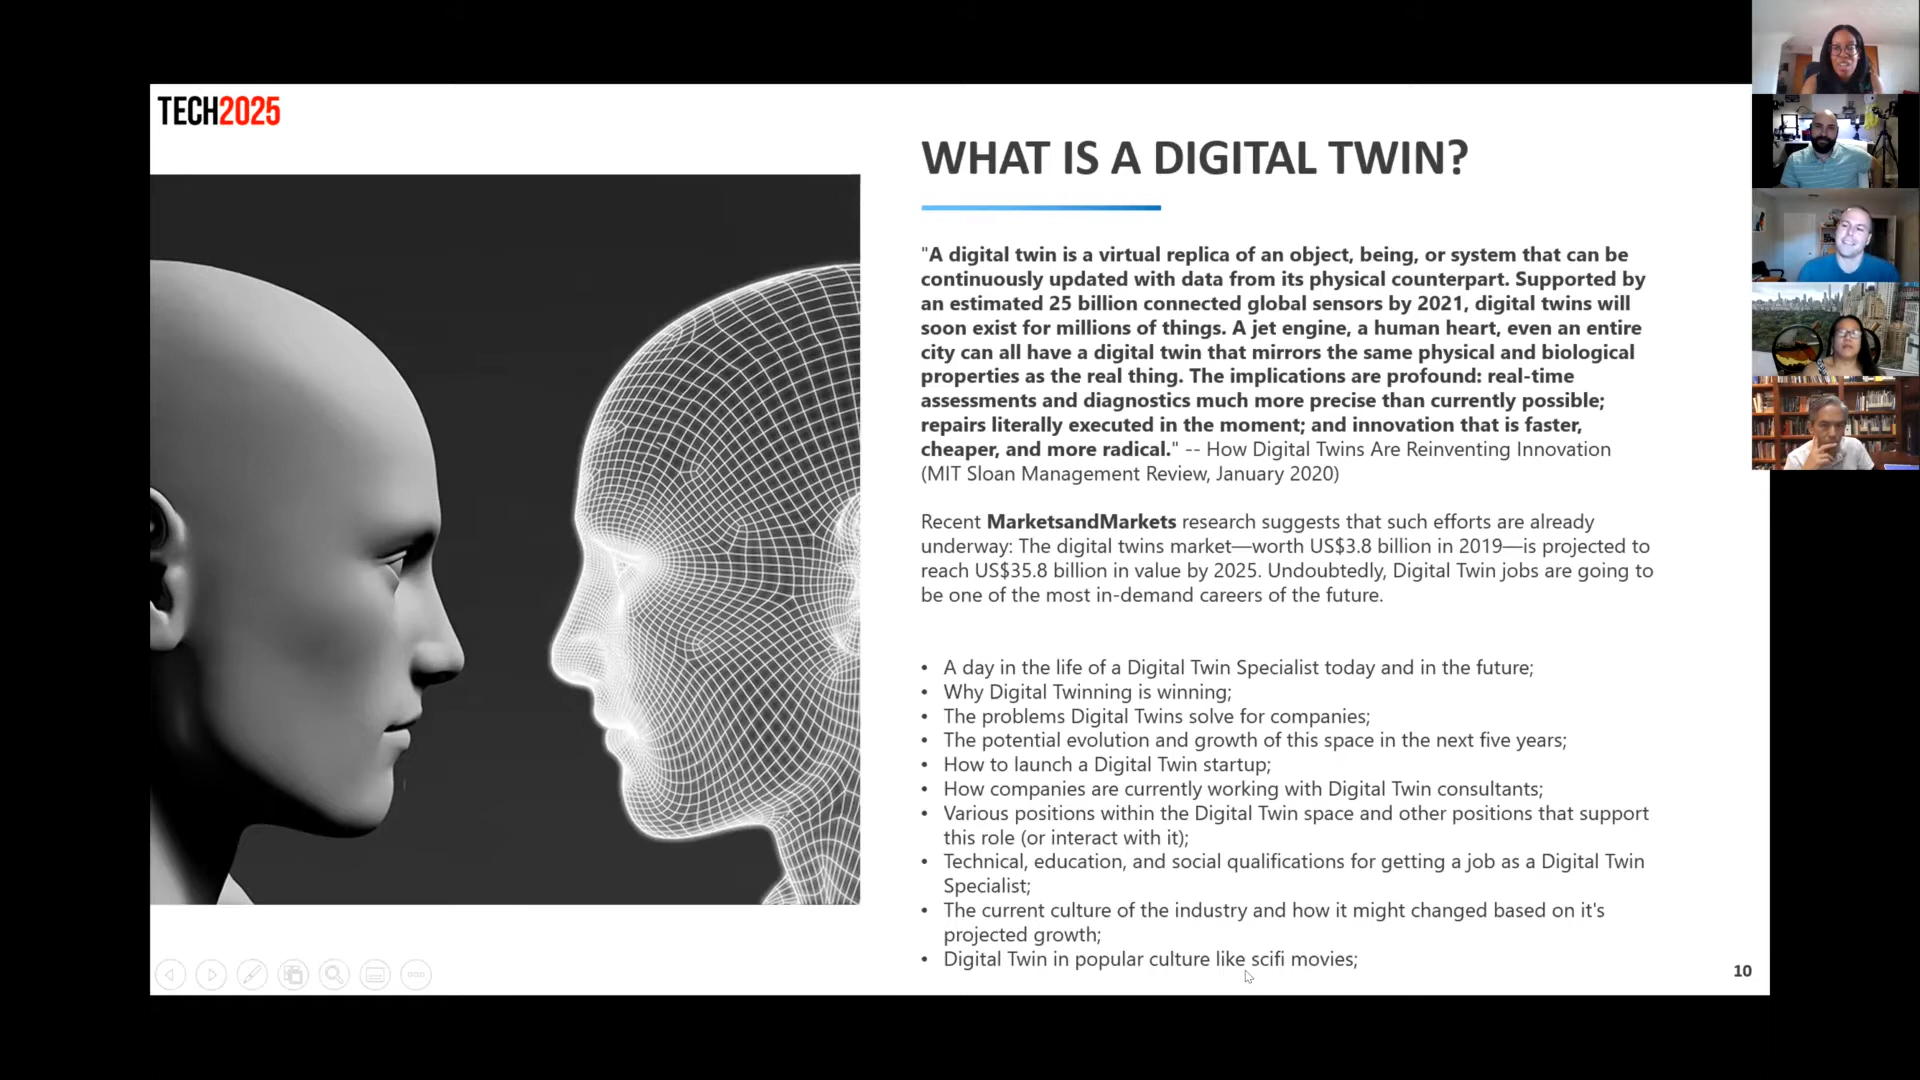 TECH2025
WHAT IS A DIGITAL TWIN?
"A digital twin is a virtual replica of an object, being, or system that can be
continuously updated with data from its physical counterpart. Supported by
an estimated 25 billion connected global sensors by 2021, digital twins will
soon exist for millions of things. A jet engine, a human heart, even an entire
city can all have a digital twin that mirrors the same physical and biological
properties as the real thing. The implications are profound: real-time
assessments and diagnostics much more precise than currently possible;
repairs literally executed in the moment; and innovation that is faster,
cheaper, and more radical." -- How Digital Twins Are Reinventing Innovation
(MIT Sloan Management Review, January 2020)
Recent MarketsandMarkets research suggests that such efforts are already
underway: The digital twins market—worth US$3.8 billion in 2019—is projected to
reach US$35.8 billion in value by 2025. Undoubtedly, Digital Twin jobs are going to
be one of the most in-demand careers of the future.
• A day in the life of a Digital Twin Specialist today and in the future;
• Why Digital Twinning is winning;
• The problems Digital Twins solve for companies;
• The potential evolution and growth of this space in the next five years;
• How to launch a Digital Twin startup;
• How companies are currently working with Digital Twin consultants;
• Various positions within the Digital Twin space and other positions that support
this role (or interact with it);
• Technical, education, and social qualifications for getting a job as a Digital Twin
Specialist;
• The current culture of the industry and how it might changed based on it's
projected growth;
• Digital Twin in popular culture like scifi movies;
10